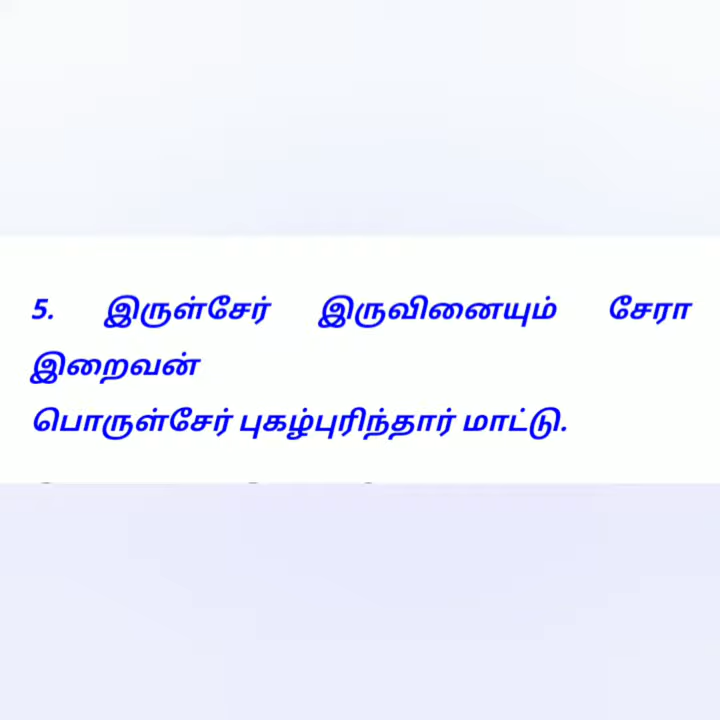 5. இருள்சேர் இருவினையும் சேரா
இறைவன்
பொருள்சேர் புகழ்புரிந்தார் மாட்டு.